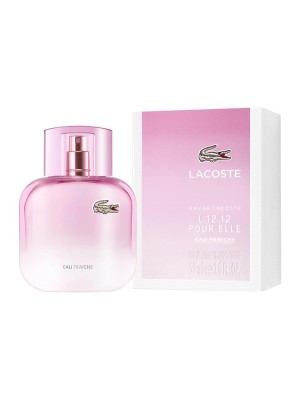 EAU FRAÎCHE
LACOSTE
EAU DE LACOSTE
L.12.12
POUR ELLE
EAU FRAÎCHE